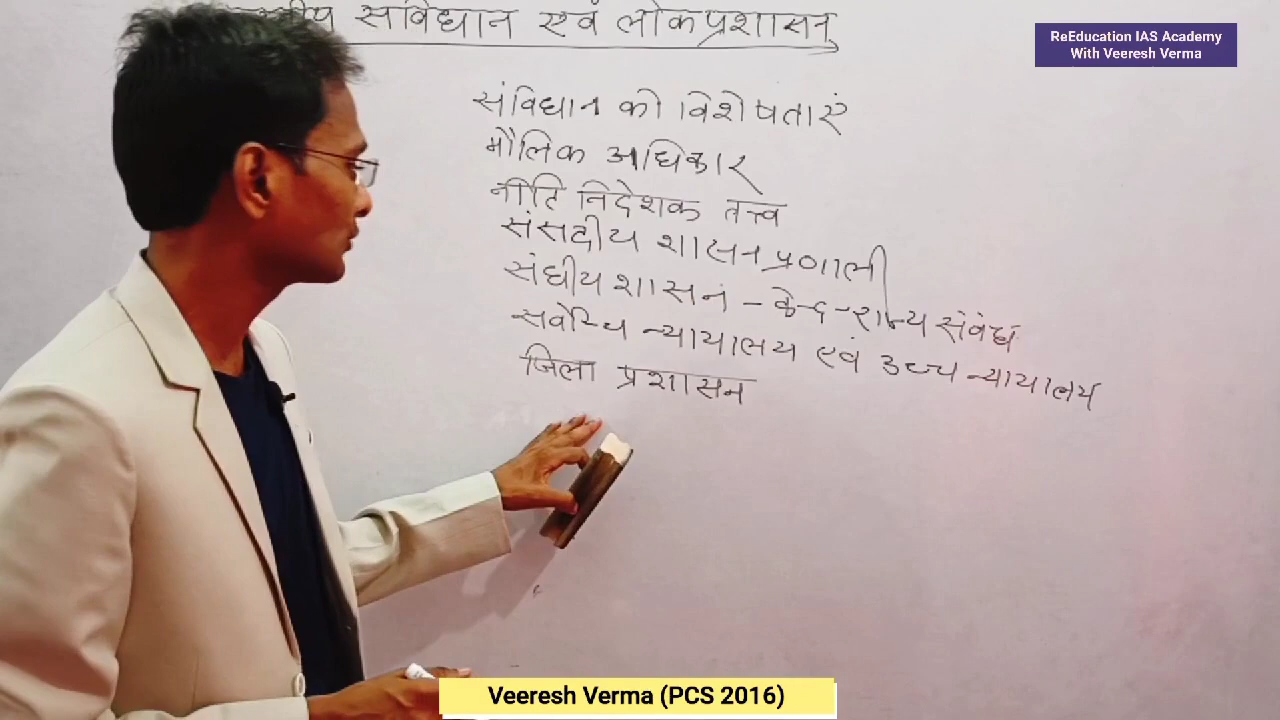 संविधान एवं लोकप्रशासन
ReEducation IAS Academy
With Veeresh Verma
संविधान की विशेषताएं
मौलिक अधिकार
नीति निदेशक तत्त्व
संसदीय शासन प्रणाली
संघीय शासन - केन्द्र - राज्य संबंध
सर्वोच्च न्यायालय एवं उच्च न्यायालय
जिला प्रशासन
Veeresh Verma (PCS 2016)